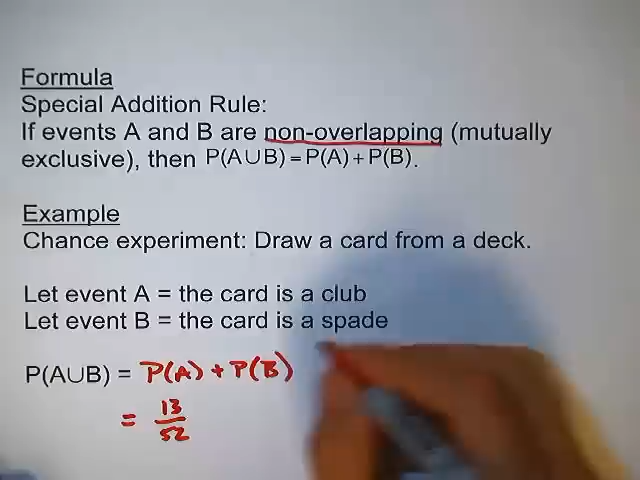 Formula
Special Addition Rule:
If events A and B are non-overlapping (mutually
exclusive), then P(A∪B)=P(A)+P(B).
Example
Chance experiment: Draw a card from a deck.
Let event A = the card is a club
Let event B = the card is a spade
P(A∪B) = P(A) + P(B)
= 13/52